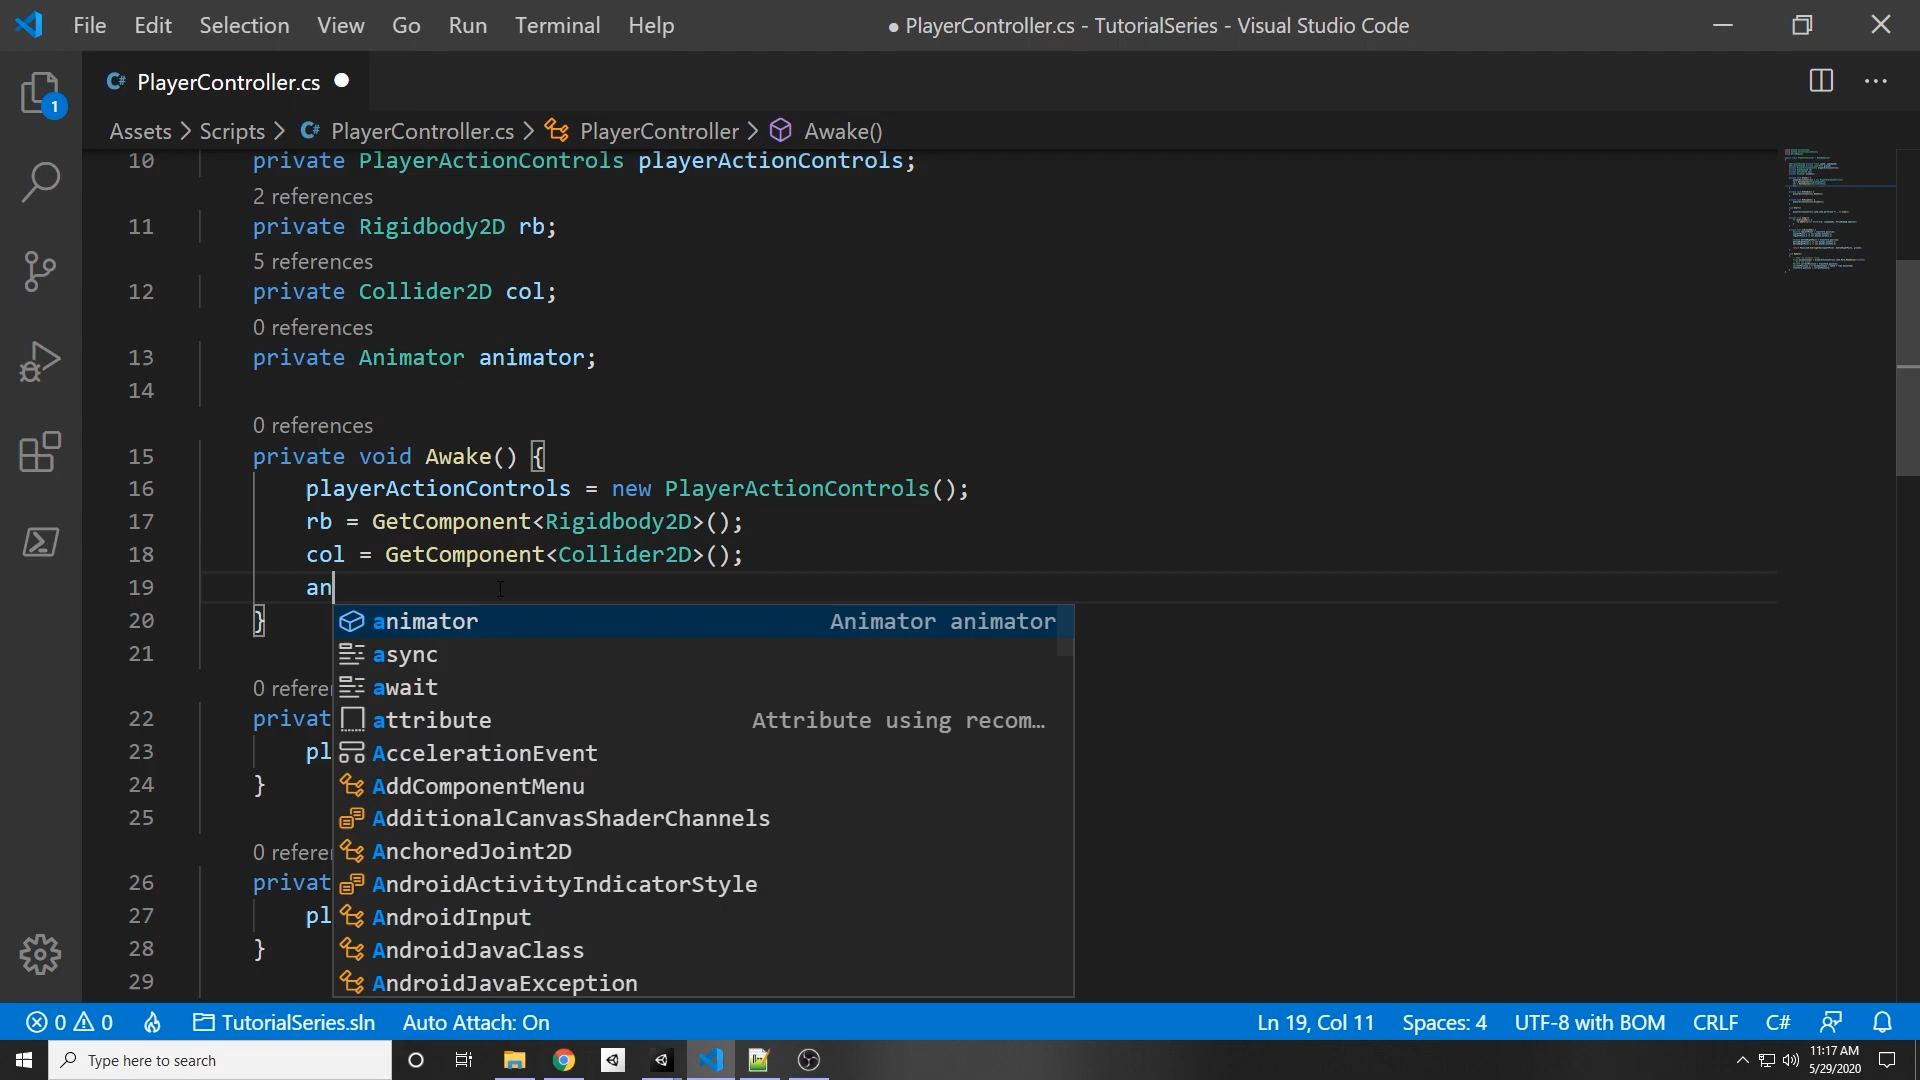 File Edit Selection View Go Run Terminal Help ● PlayerController.cs - TutorialSeries - Visual Studio Code
PlayerController.cs
1
Assets > Scripts > PlayerController.cs > PlayerController > Awake()
10 private PlayerActionControls playerActionControls;
2 references
11 private Rigidbody2D rb;
5 references
12 private Collider2D col;
0 references
13 private Animator animator;
14
0 references
15 private void Awake() {
16 playerActionControls = new PlayerActionControls();
17 rb = GetComponent<Rigidbody2D>();
18 col = GetComponent<Collider2D>();
19 an
20 } animator Animator animator
21 async
0 refere await
22 privat attribute Attribute using recom…
23 pl AccelerationEvent
24 } AddComponentMenu
25 AdditionalCanvasShaderChannels
0 refere AnchoredJoint2D
26 privat AndroidActivityIndicatorStyle
27 pl AndroidInput
28 } AndroidJavaClass
29 AndroidJavaException
0 0 TutorialSeries.sln Auto Attach: On Ln 19, Col 11 Spaces: 4 UTF-8 with BOM CRLF C#
Type here to search 11:17 AM
5/29/2020